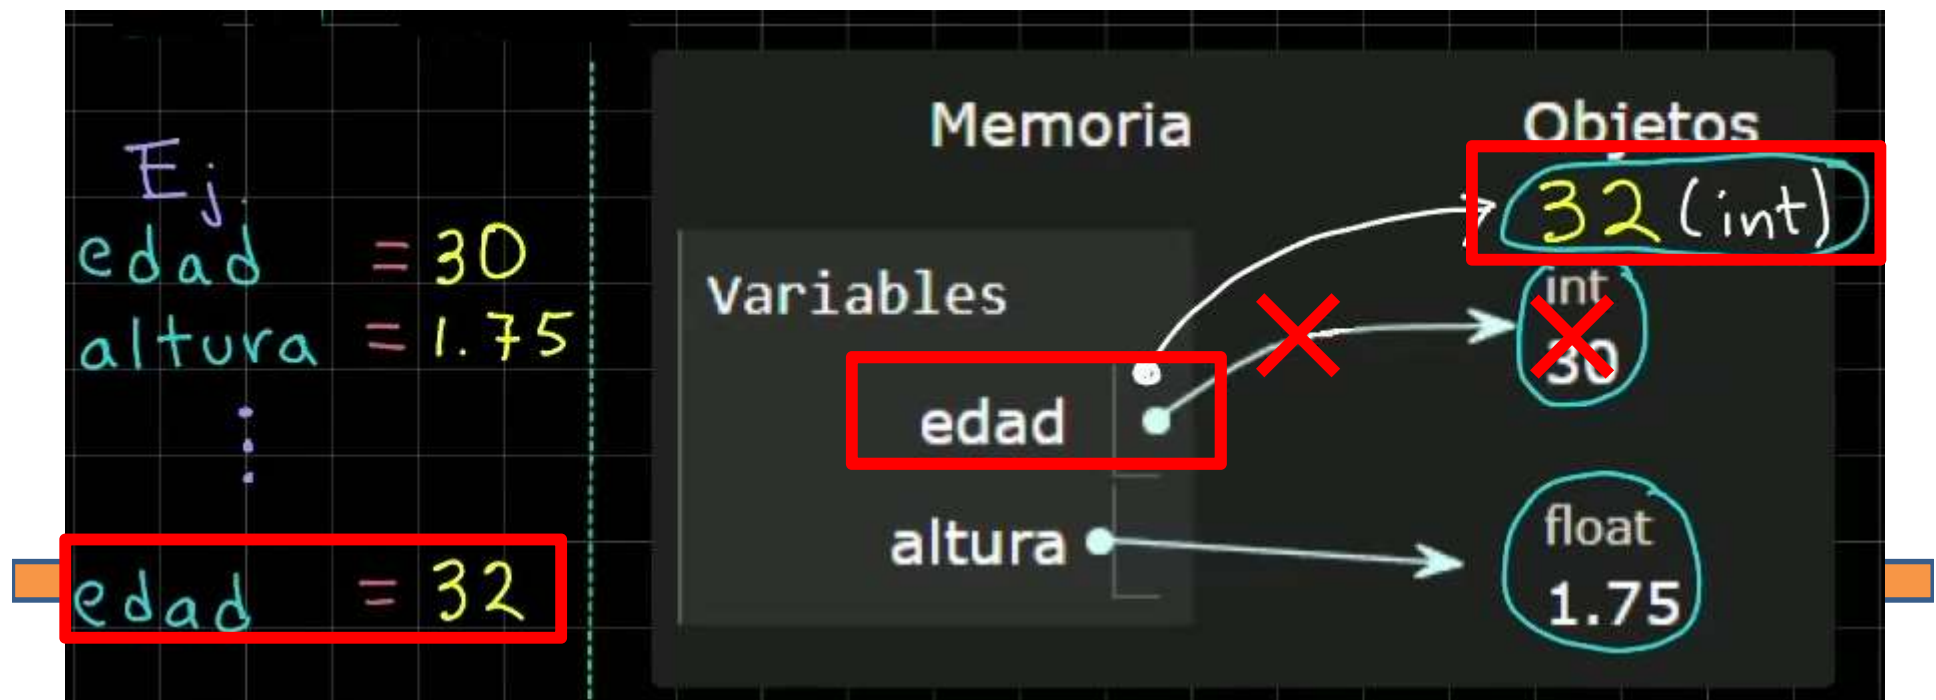 Ej.
edad = 30
altura = 1.75
edad = 32
Memoria
Objetos
32 (int)
Variables
int
30
edad
altura
float
1.75